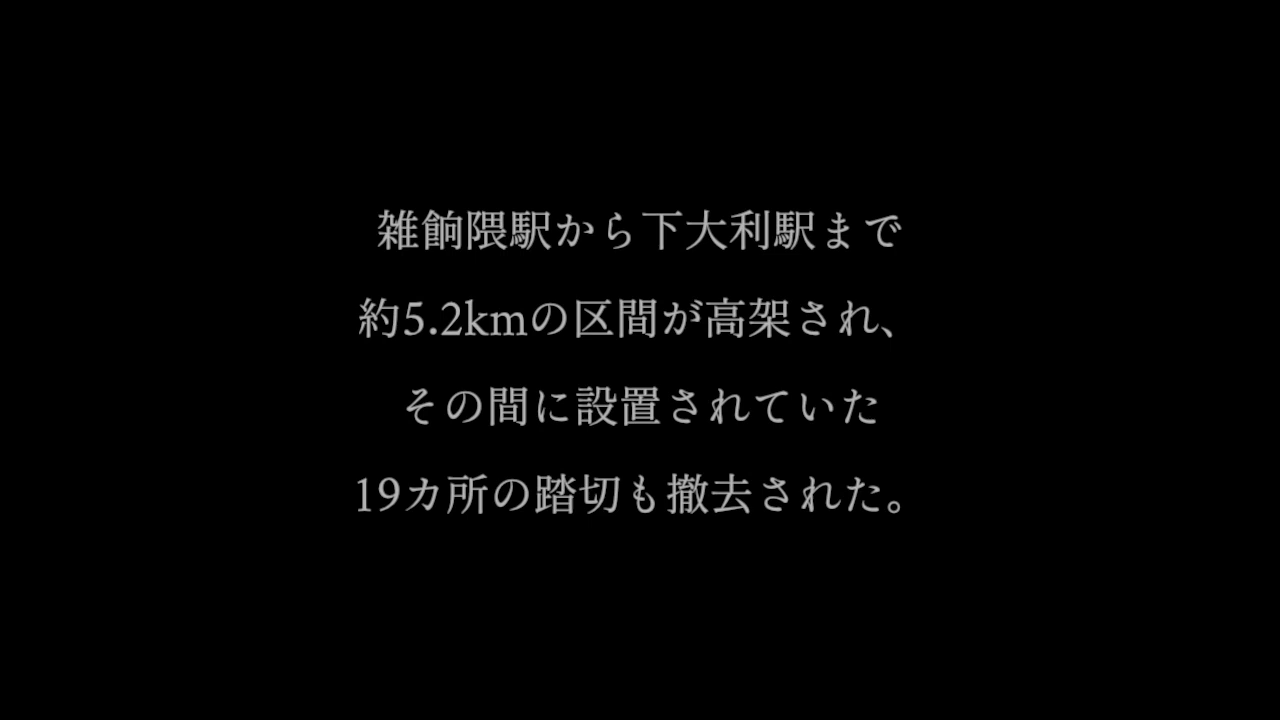 雑餉隈駅から下大利駅まで
約5.2kmの区間が高架され、
その間に設置されていた
19カ所の踏切も撤去された。